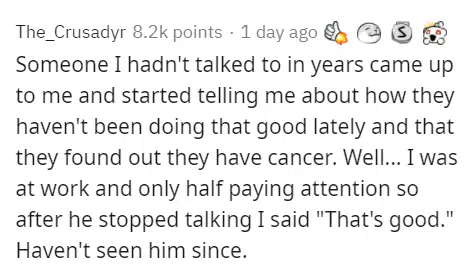 The_Crusadyr 8.2k points · 1 day ago
Someone I hadn't talked to in years came up
to me and started telling me about how they
haven't been doing that good lately and that
they found out they have cancer. Well... I was
at work and only half paying attention so
after he stopped talking I said "That's good."
Haven't seen him since.